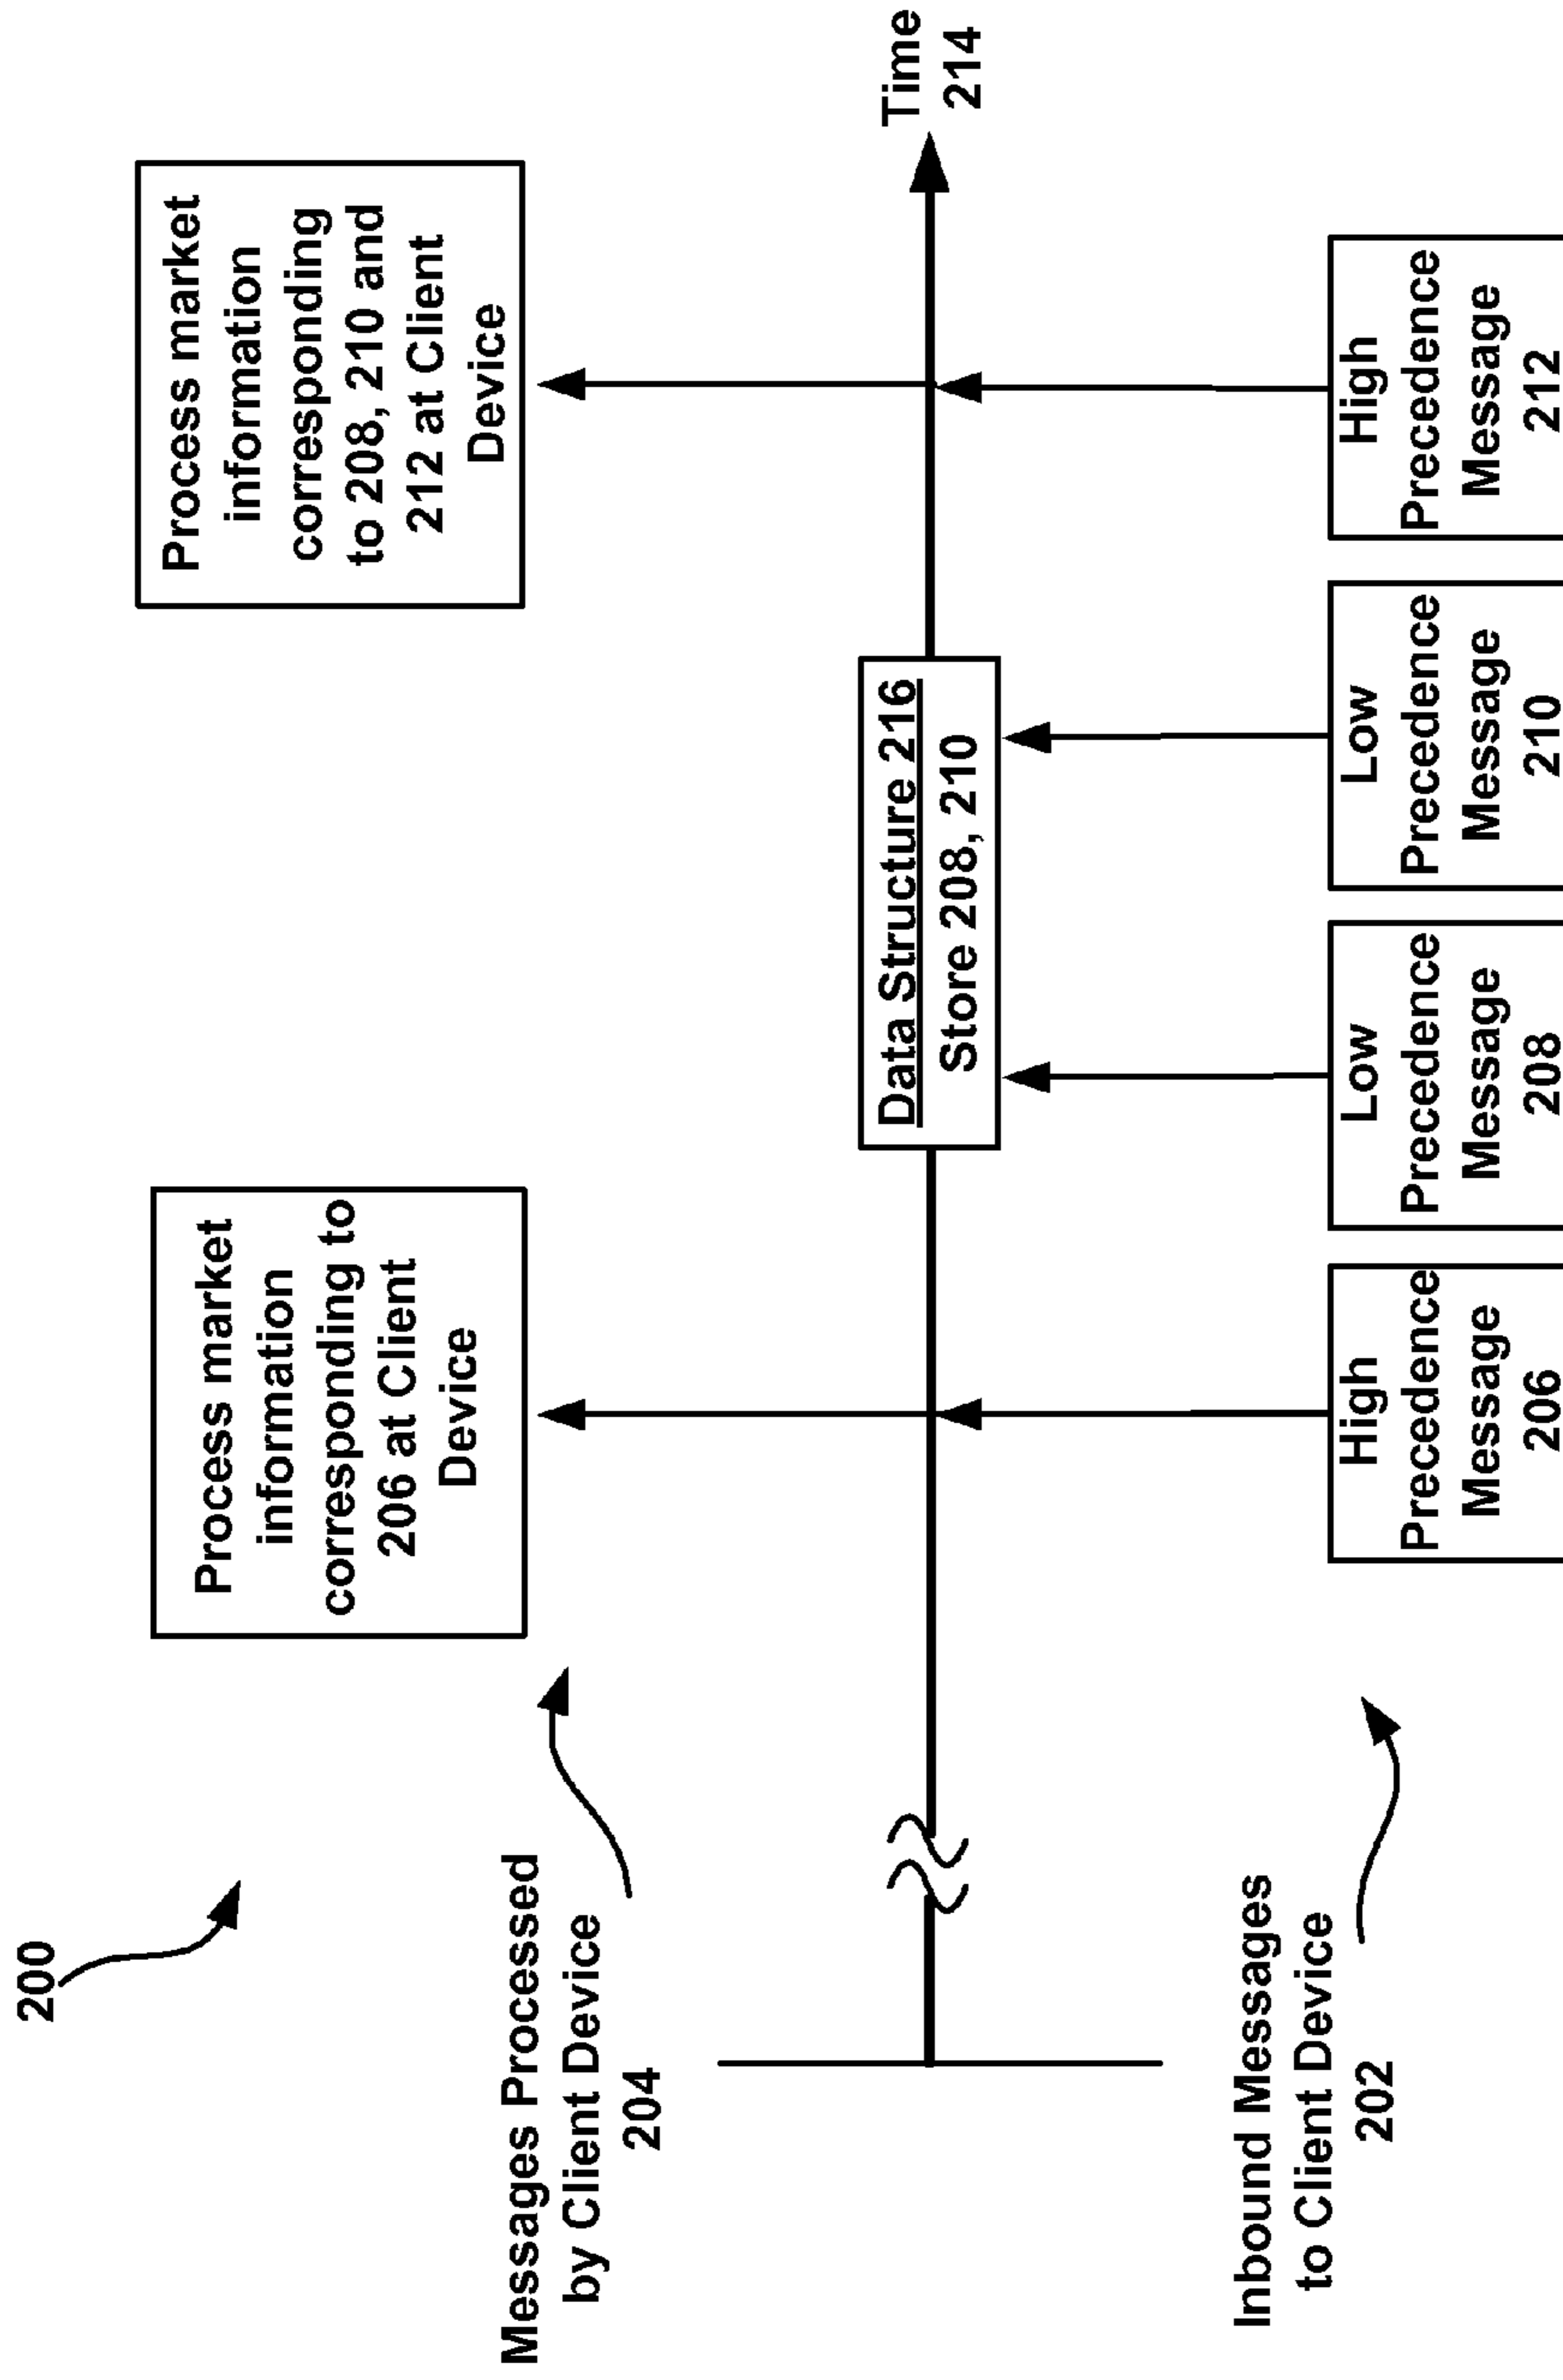 200
Messages Processed
by Client Device
204
Process market
information
corresponding to
206 at Client
Device
Process market
information
corresponding
to 208, 210 and
212 at Client
Device
Data Structure 216
Store 208, 210
Time
214
Inbound Messages
to Client Device
202
High
Precedence
Message
206
Low
Precedence
Message
208
Low
Precedence
Message
210
High
Precedence
Message
212